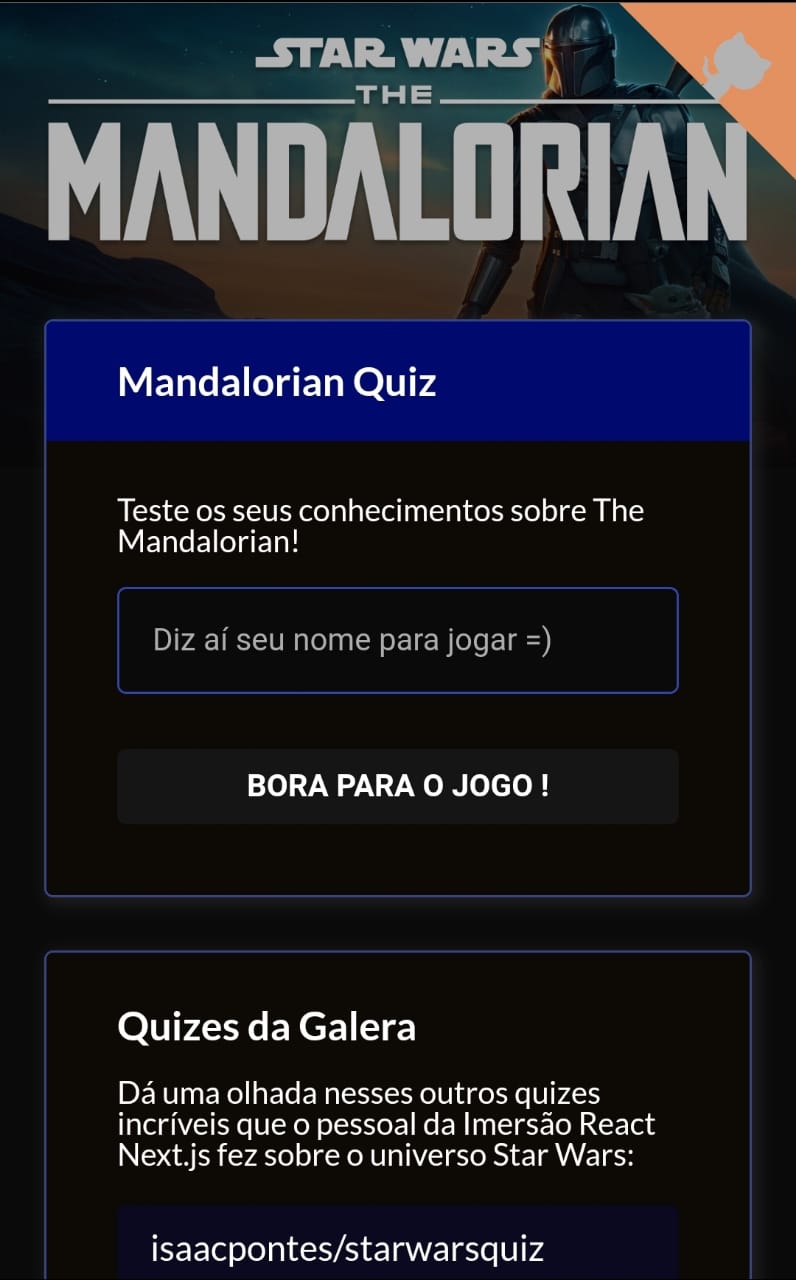 STAR WARS
THE
MANDALORIAN
Mandalorian Quiz
Teste os seus conhecimentos sobre The
Mandalorian!
Diz aí seu nome para jogar =)
BORA PARA O JOGO !
Quizes da Galera
Dá uma olhada nesses outros quizes
incríveis que o pessoal da Imersão React
Next.js fez sobre o universo Star Wars:
isaacpontes/starwarsquiz